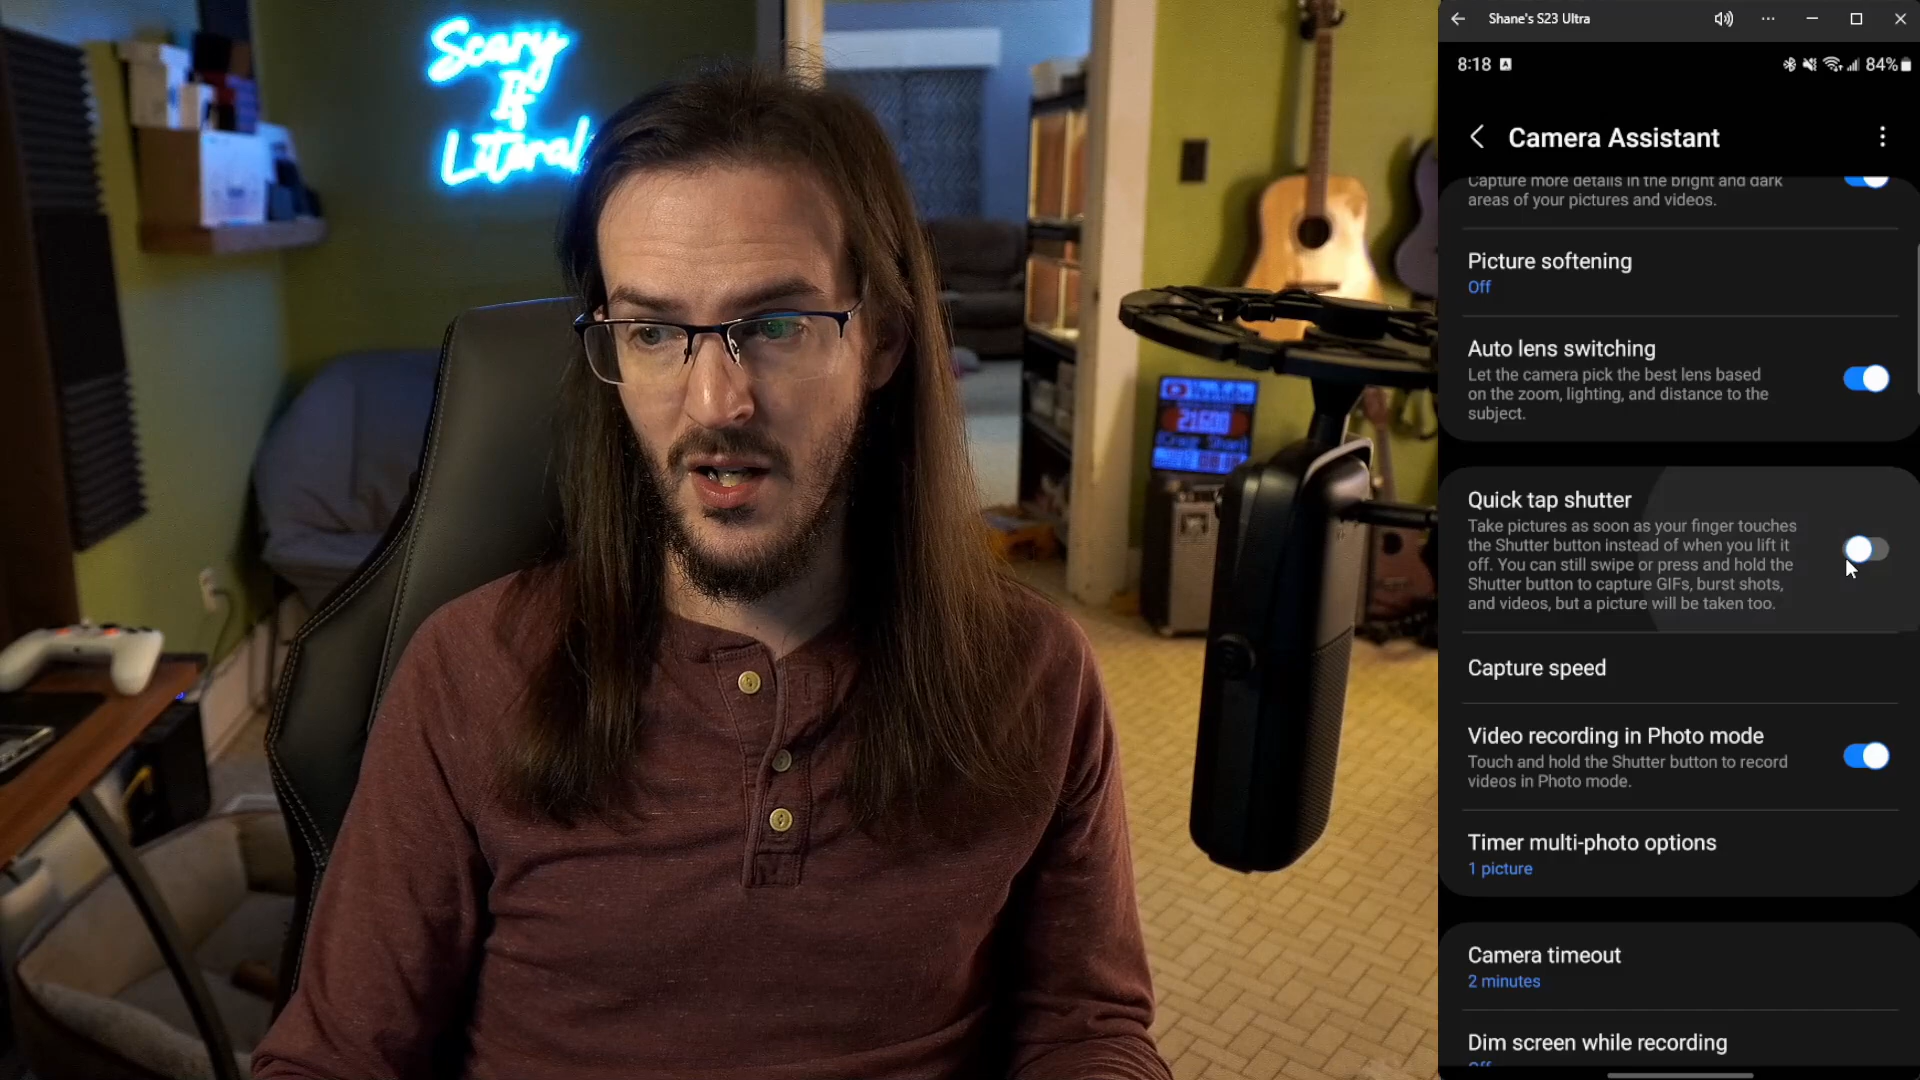 Scary
If
Literal
21:600
Shane's S23 Ultra
8:18
84%
Camera Assistant
Capture more details in the bright and dark
areas of your pictures and videos.
Picture softening
Off
Auto lens switching
Let the camera pick the best lens based
on the zoom, lighting, and distance to the
subject.
Quick tap shutter
Take pictures as soon as your finger touches
the Shutter button instead of when you lift it
off. You can still swipe or press and hold the
Shutter button to capture GIFs, burst shots,
and videos, but a picture will be taken too.
Capture speed
Video recording in Photo mode
Touch and hold the Shutter button to record
videos in Photo mode.
Timer multi-photo options
1 picture
Camera timeout
2 minutes
Dim screen while recording
Off